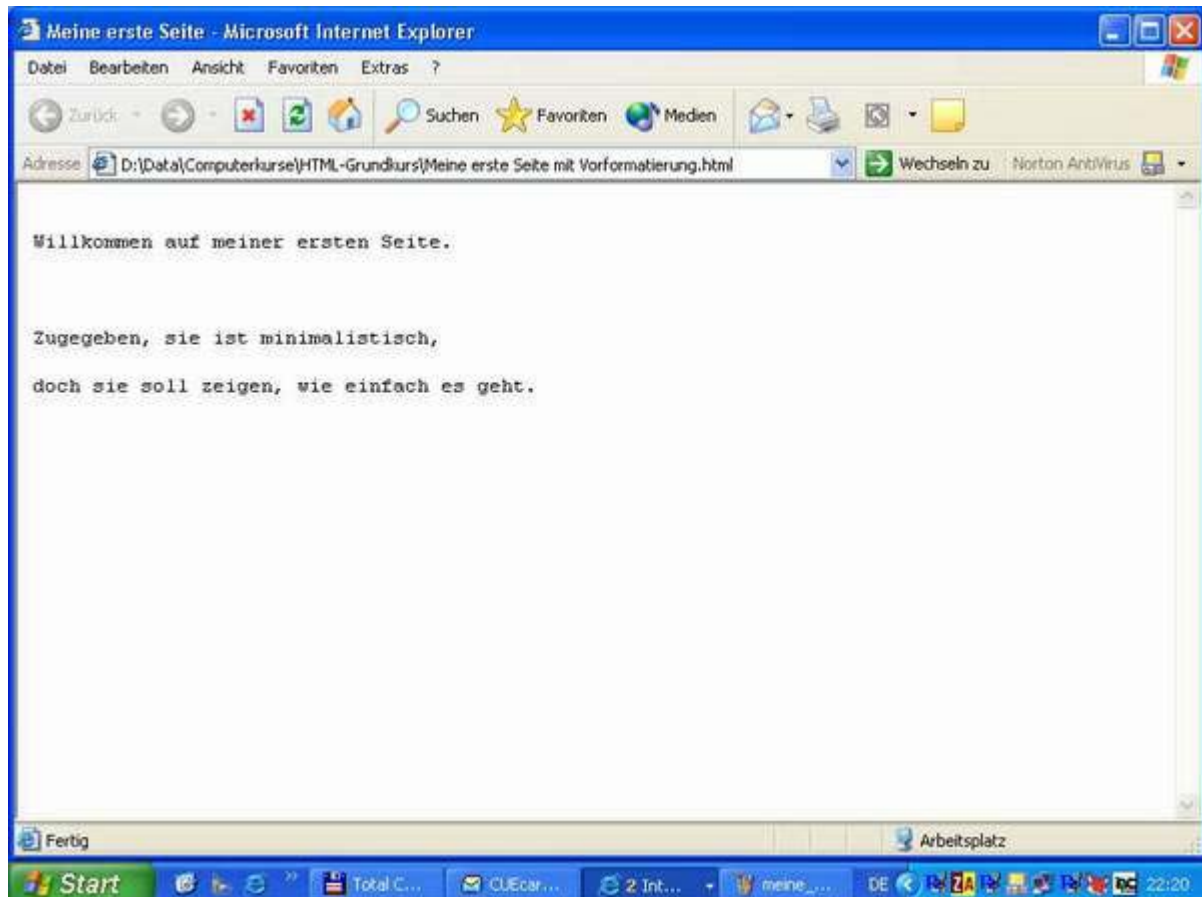 Meine erste Seite - Microsoft Internet Explorer
Datei Bearbeiten Ansicht Favoriten Extras ?
Zurück Suchen Favoriten Medien
Adresse D:\Data\Computerkurse\HTML-Grundkurs\Meine erste Seite mit Vorformatierung.html Wechseln zu Norton AntiVirus
Willkommen auf meiner ersten Seite.
Zugegeben, sie ist minimalistisch,
doch sie soll zeigen, wie einfach es geht.
Fertig Arbeitsplatz
Start Total C... CUEcar... 2 Int... meine_... DE ZA 22:20